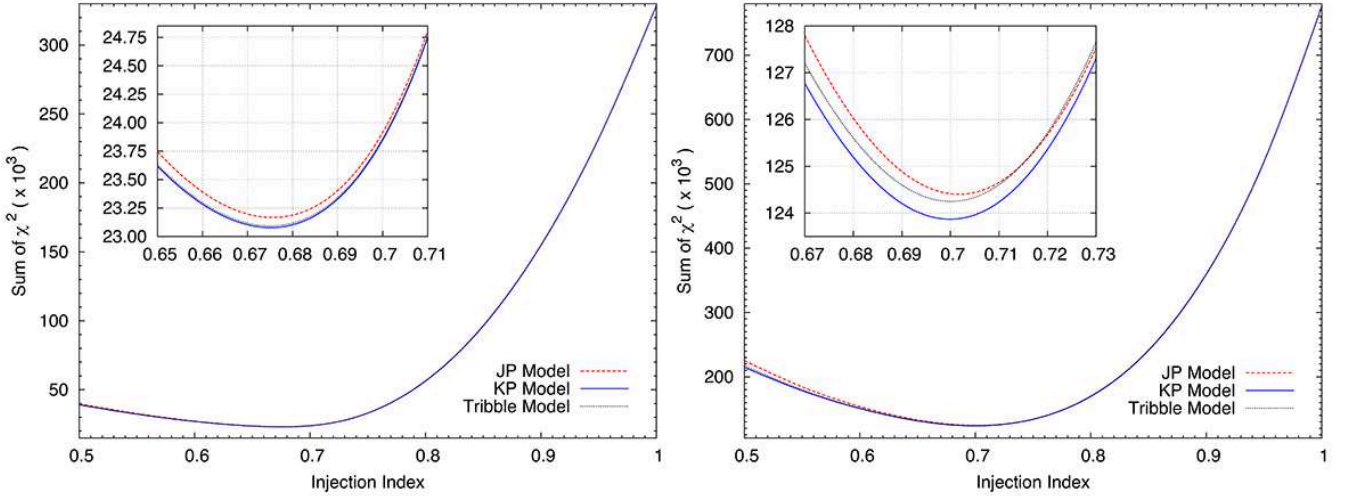 Sum of χ² ( x 10³)
300
250
200
150
100
50
0.5 0.6 0.7 0.8 0.9 1
Injection Index
24.75
24.50
24.25
24.00
23.75
23.50
23.25
23.00
0.65 0.66 0.67 0.68 0.69 0.7 0.71
JP Model
KP Model
Tribble Model
Sum of χ² ( x 10³)
700
600
500
400
300
200
0.5 0.6 0.7 0.8 0.9 1
Injection Index
128
127
126
125
124
0.67 0.68 0.69 0.7 0.71 0.72 0.73
JP Model
KP Model
Tribble Model